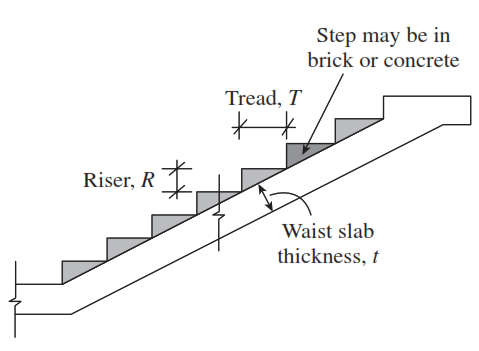 Step may be in
brick or concrete
Tread, T
Riser, R
Waist slab
thickness, t